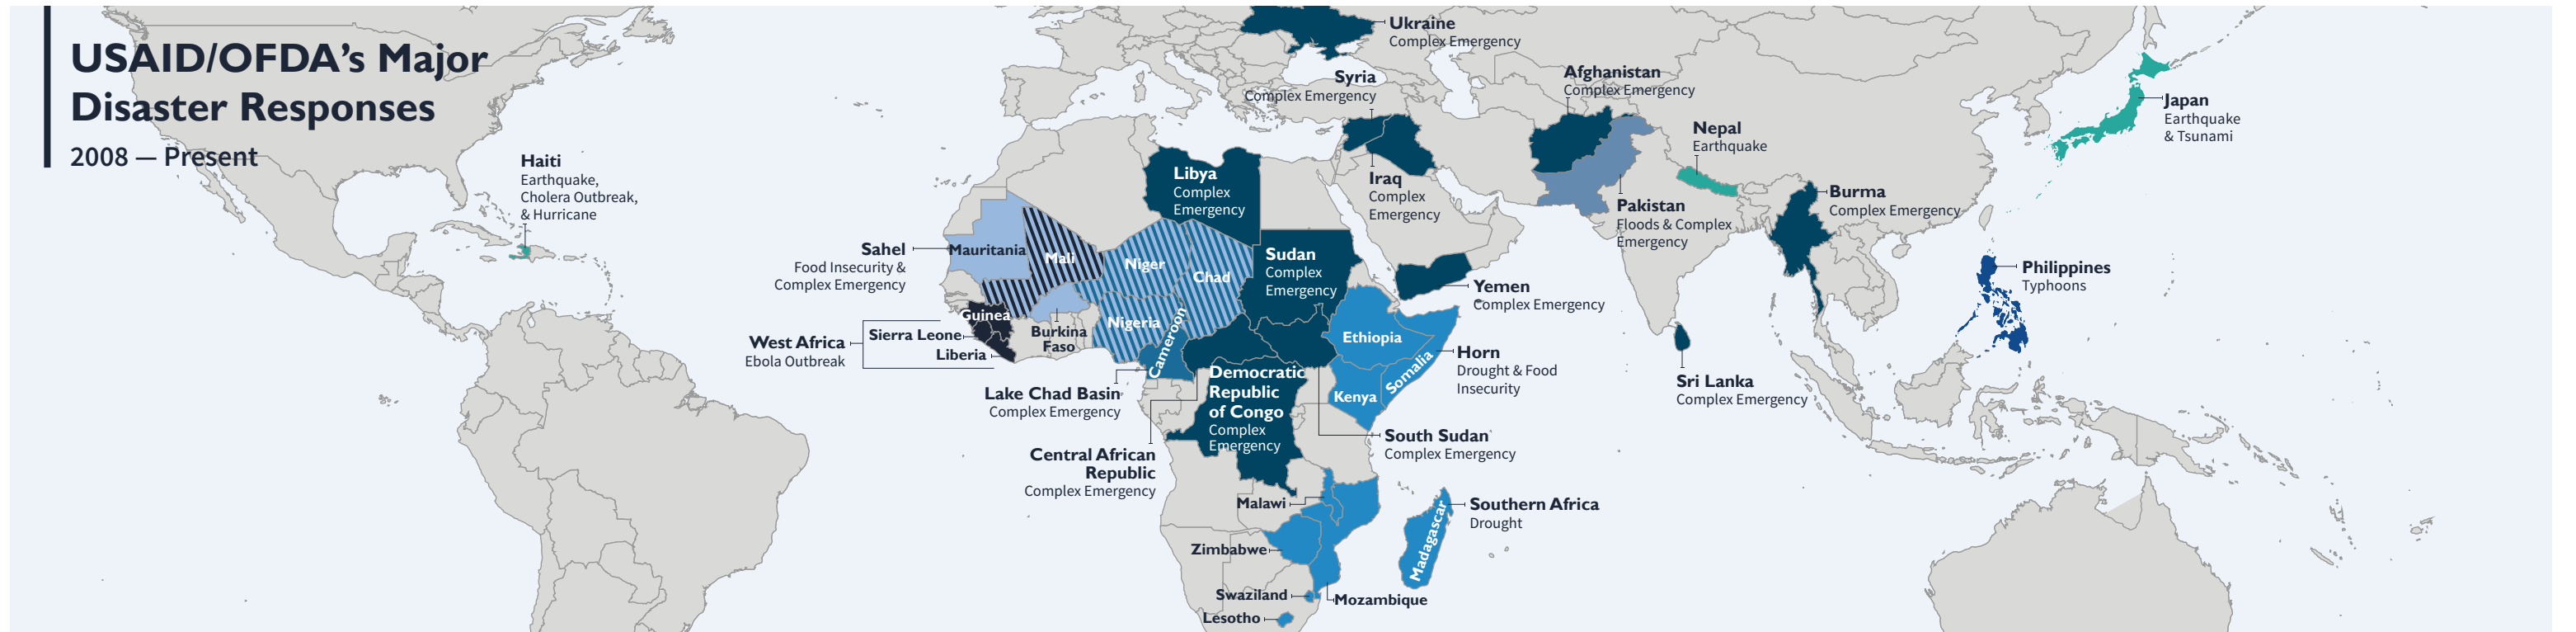 USAID/OFDA's Major
Disaster Responses
2008 — Present
Haiti
Earthquake,
Cholera Outbreak,
& Hurricane
Ukraine
Complex Emergency
Syria
Complex Emergency
Afghanistan
Complex Emergency
Japan
Earthquake
& Tsunami
Nepal
Earthquake
Libya
Complex
Emergency
Iraq
Complex
Emergency
Pakistan
Floods & Complex
Emergency
Burma
Complex Emergency
Sahel
Food Insecurity &
Complex Emergency
Mauritania
Mali
Niger
Chad
Sudan
Complex
Emergency
Yemen
Complex Emergency
Philippines
Typhoons
West Africa
Ebola Outbreak
Guinea
Sierra Leone
Liberia
Burkina
Faso
Nigeria
Cameroon
Ethiopia
Somalia
Kenya
Horn
Drought & Food
Insecurity
Sri Lanka
Complex Emergency
Lake Chad Basin
Complex Emergency
Democratic
Republic
of Congo
Complex
Emergency
Central African
Republic
Complex Emergency
South Sudan
Complex Emergency
Malawi
Southern Africa
Drought
Madagascar
Zimbabwe
Swaziland
Mozambique
Lesotho